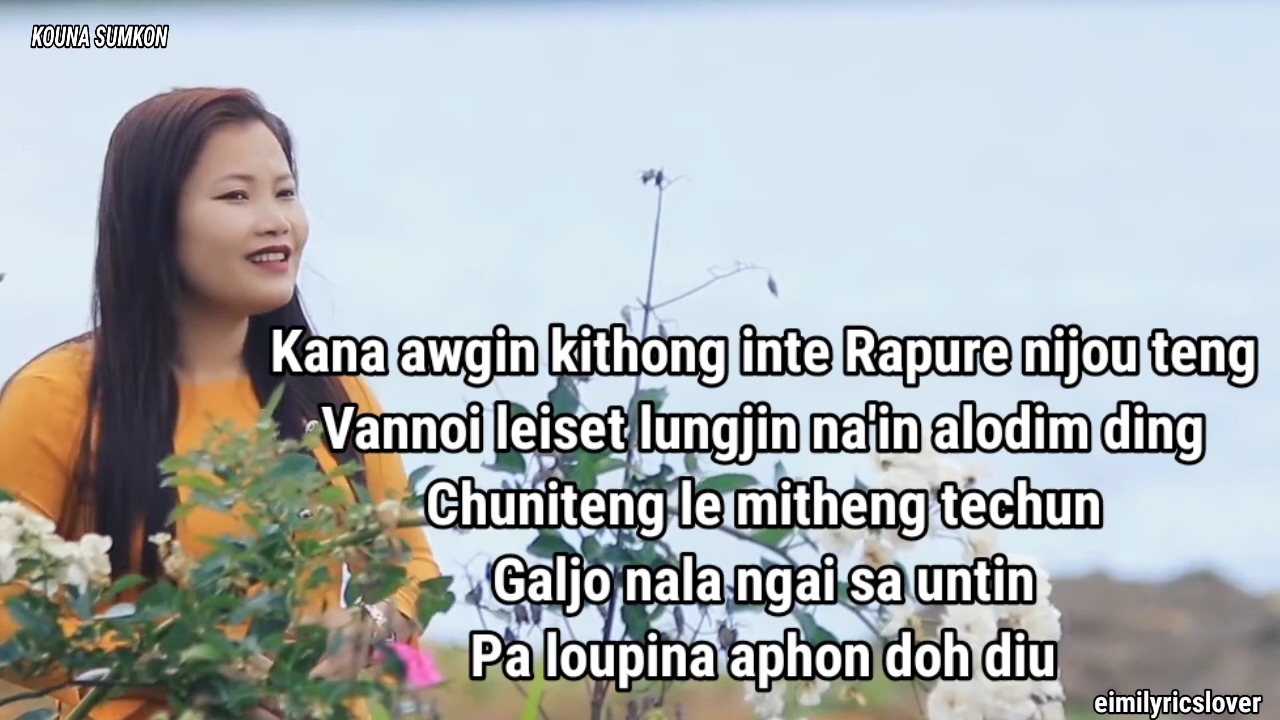 KOUNA SUMKON
Kana awgin kithong inte Rapure nijou teng
Vannoi leiset lungjin na'in alodim ding
Chuniteng le mitheng techun
Galjo nala ngai sa untin
Pa loupina aphon doh diu
eimilyricslover